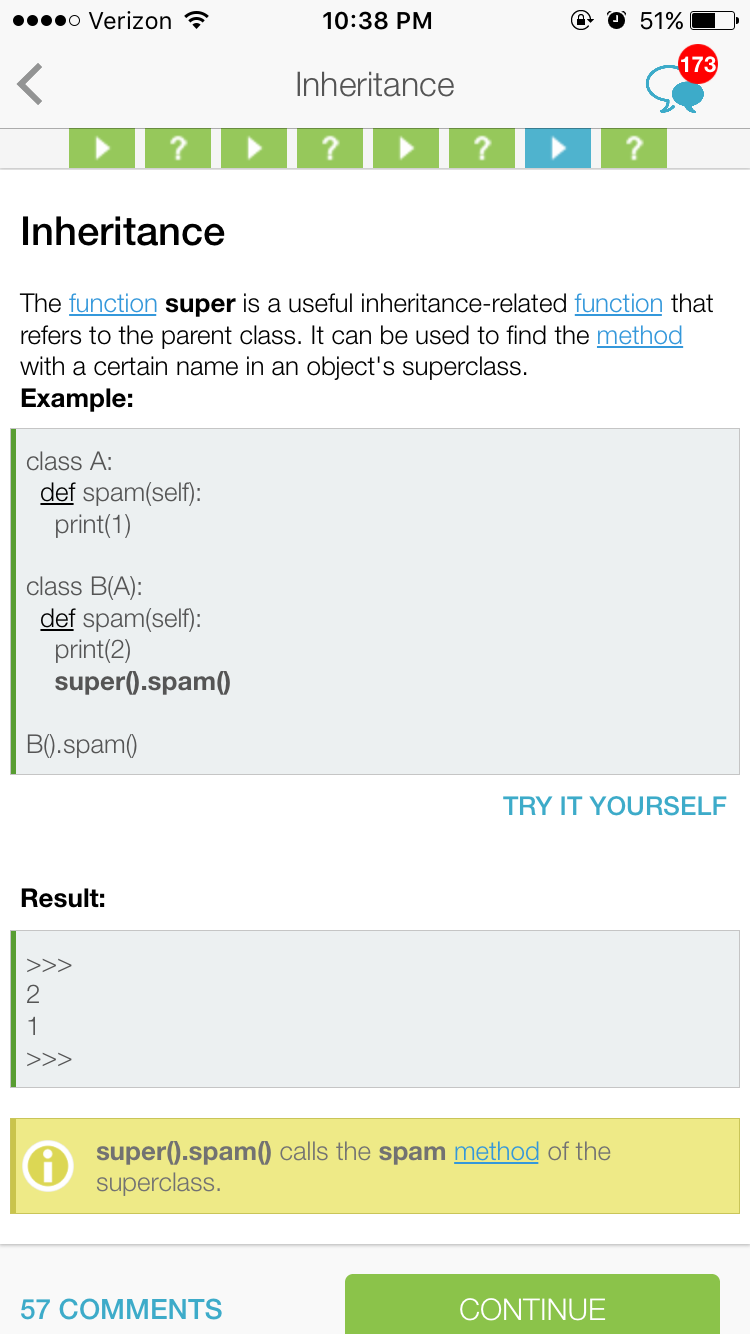 Verizon 10:38 PM 51%
Inheritance 173
? ? ? ?
Inheritance
The function super is a useful inheritance-related function that
refers to the parent class. It can be used to find the method
with a certain name in an object's superclass.
Example:
class A:
  def spam(self):
    print(1)

class B(A):
  def spam(self):
    print(2)
    super().spam()

B().spam()
TRY IT YOURSELF
Result:
>>>
2
1
>>>
super().spam() calls the spam method of the
superclass.
57 COMMENTS CONTINUE